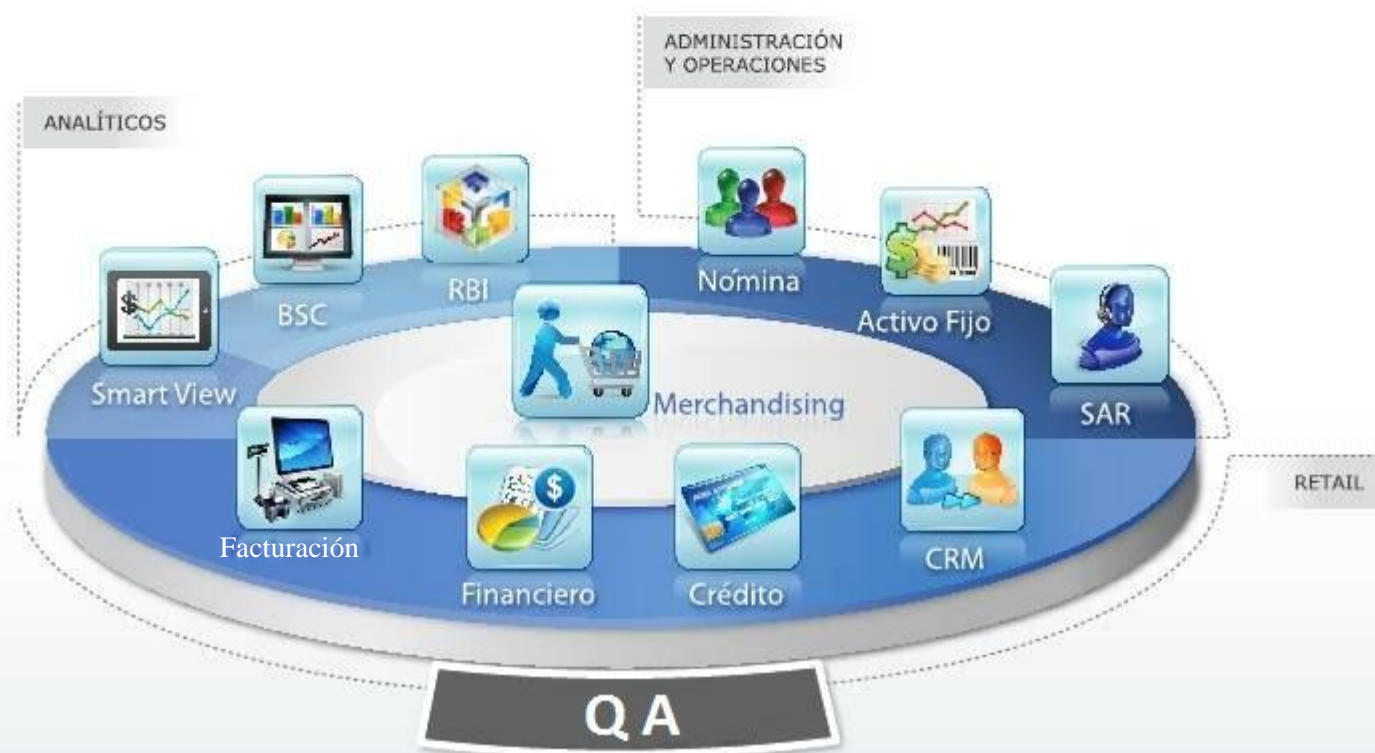 ADMINISTRACIÓN
Y OPERACIONES
ANALÍTICOS
RBI
Nómina
BSC
Activo Fijo
Smart View
Merchandising
SAR
RETAIL
Facturación
CRM
Financiero
Crédito
QA